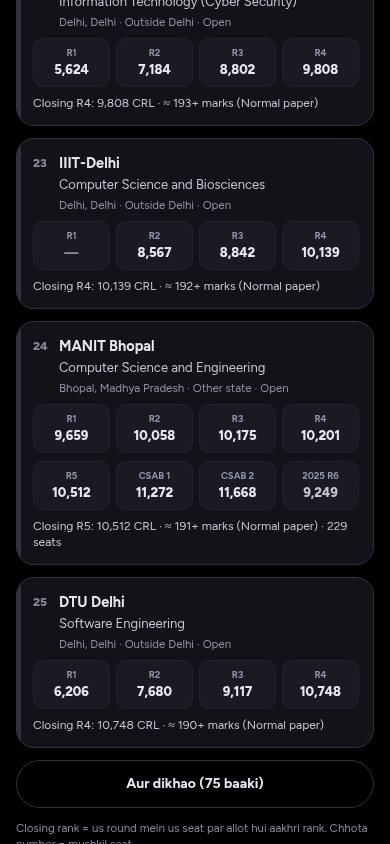 Information Technology (Cyber Security)
Delhi, Delhi · Outside Delhi · Open
R1 R2 R3 R4
5,624 7,184 8,802 9,808
Closing R4: 9,808 CRL · ≈ 193+ marks (Normal paper)
23 IIIT-Delhi
Computer Science and Biosciences
Delhi, Delhi · Outside Delhi · Open
R1 R2 R3 R4
— 8,567 8,842 10,139
Closing R4: 10,139 CRL · ≈ 192+ marks (Normal paper)
24 MANIT Bhopal
Computer Science and Engineering
Bhopal, Madhya Pradesh · Other state · Open
R1 R2 R3 R4
9,659 10,058 10,175 10,201
R5 CSAB 1 CSAB 2 2025 R6
10,512 11,272 11,668 9,249
Closing R5: 10,512 CRL · ≈ 191+ marks (Normal paper) · 229
seats
25 DTU Delhi
Software Engineering
Delhi, Delhi · Outside Delhi · Open
R1 R2 R3 R4
6,206 7,680 9,117 10,748
Closing R4: 10,748 CRL · ≈ 190+ marks (Normal paper)
Aur dikhao (75 baaki)
Closing rank = us round mein us seat par allot hui aakhri rank. Chhota
number = mushkil seat.